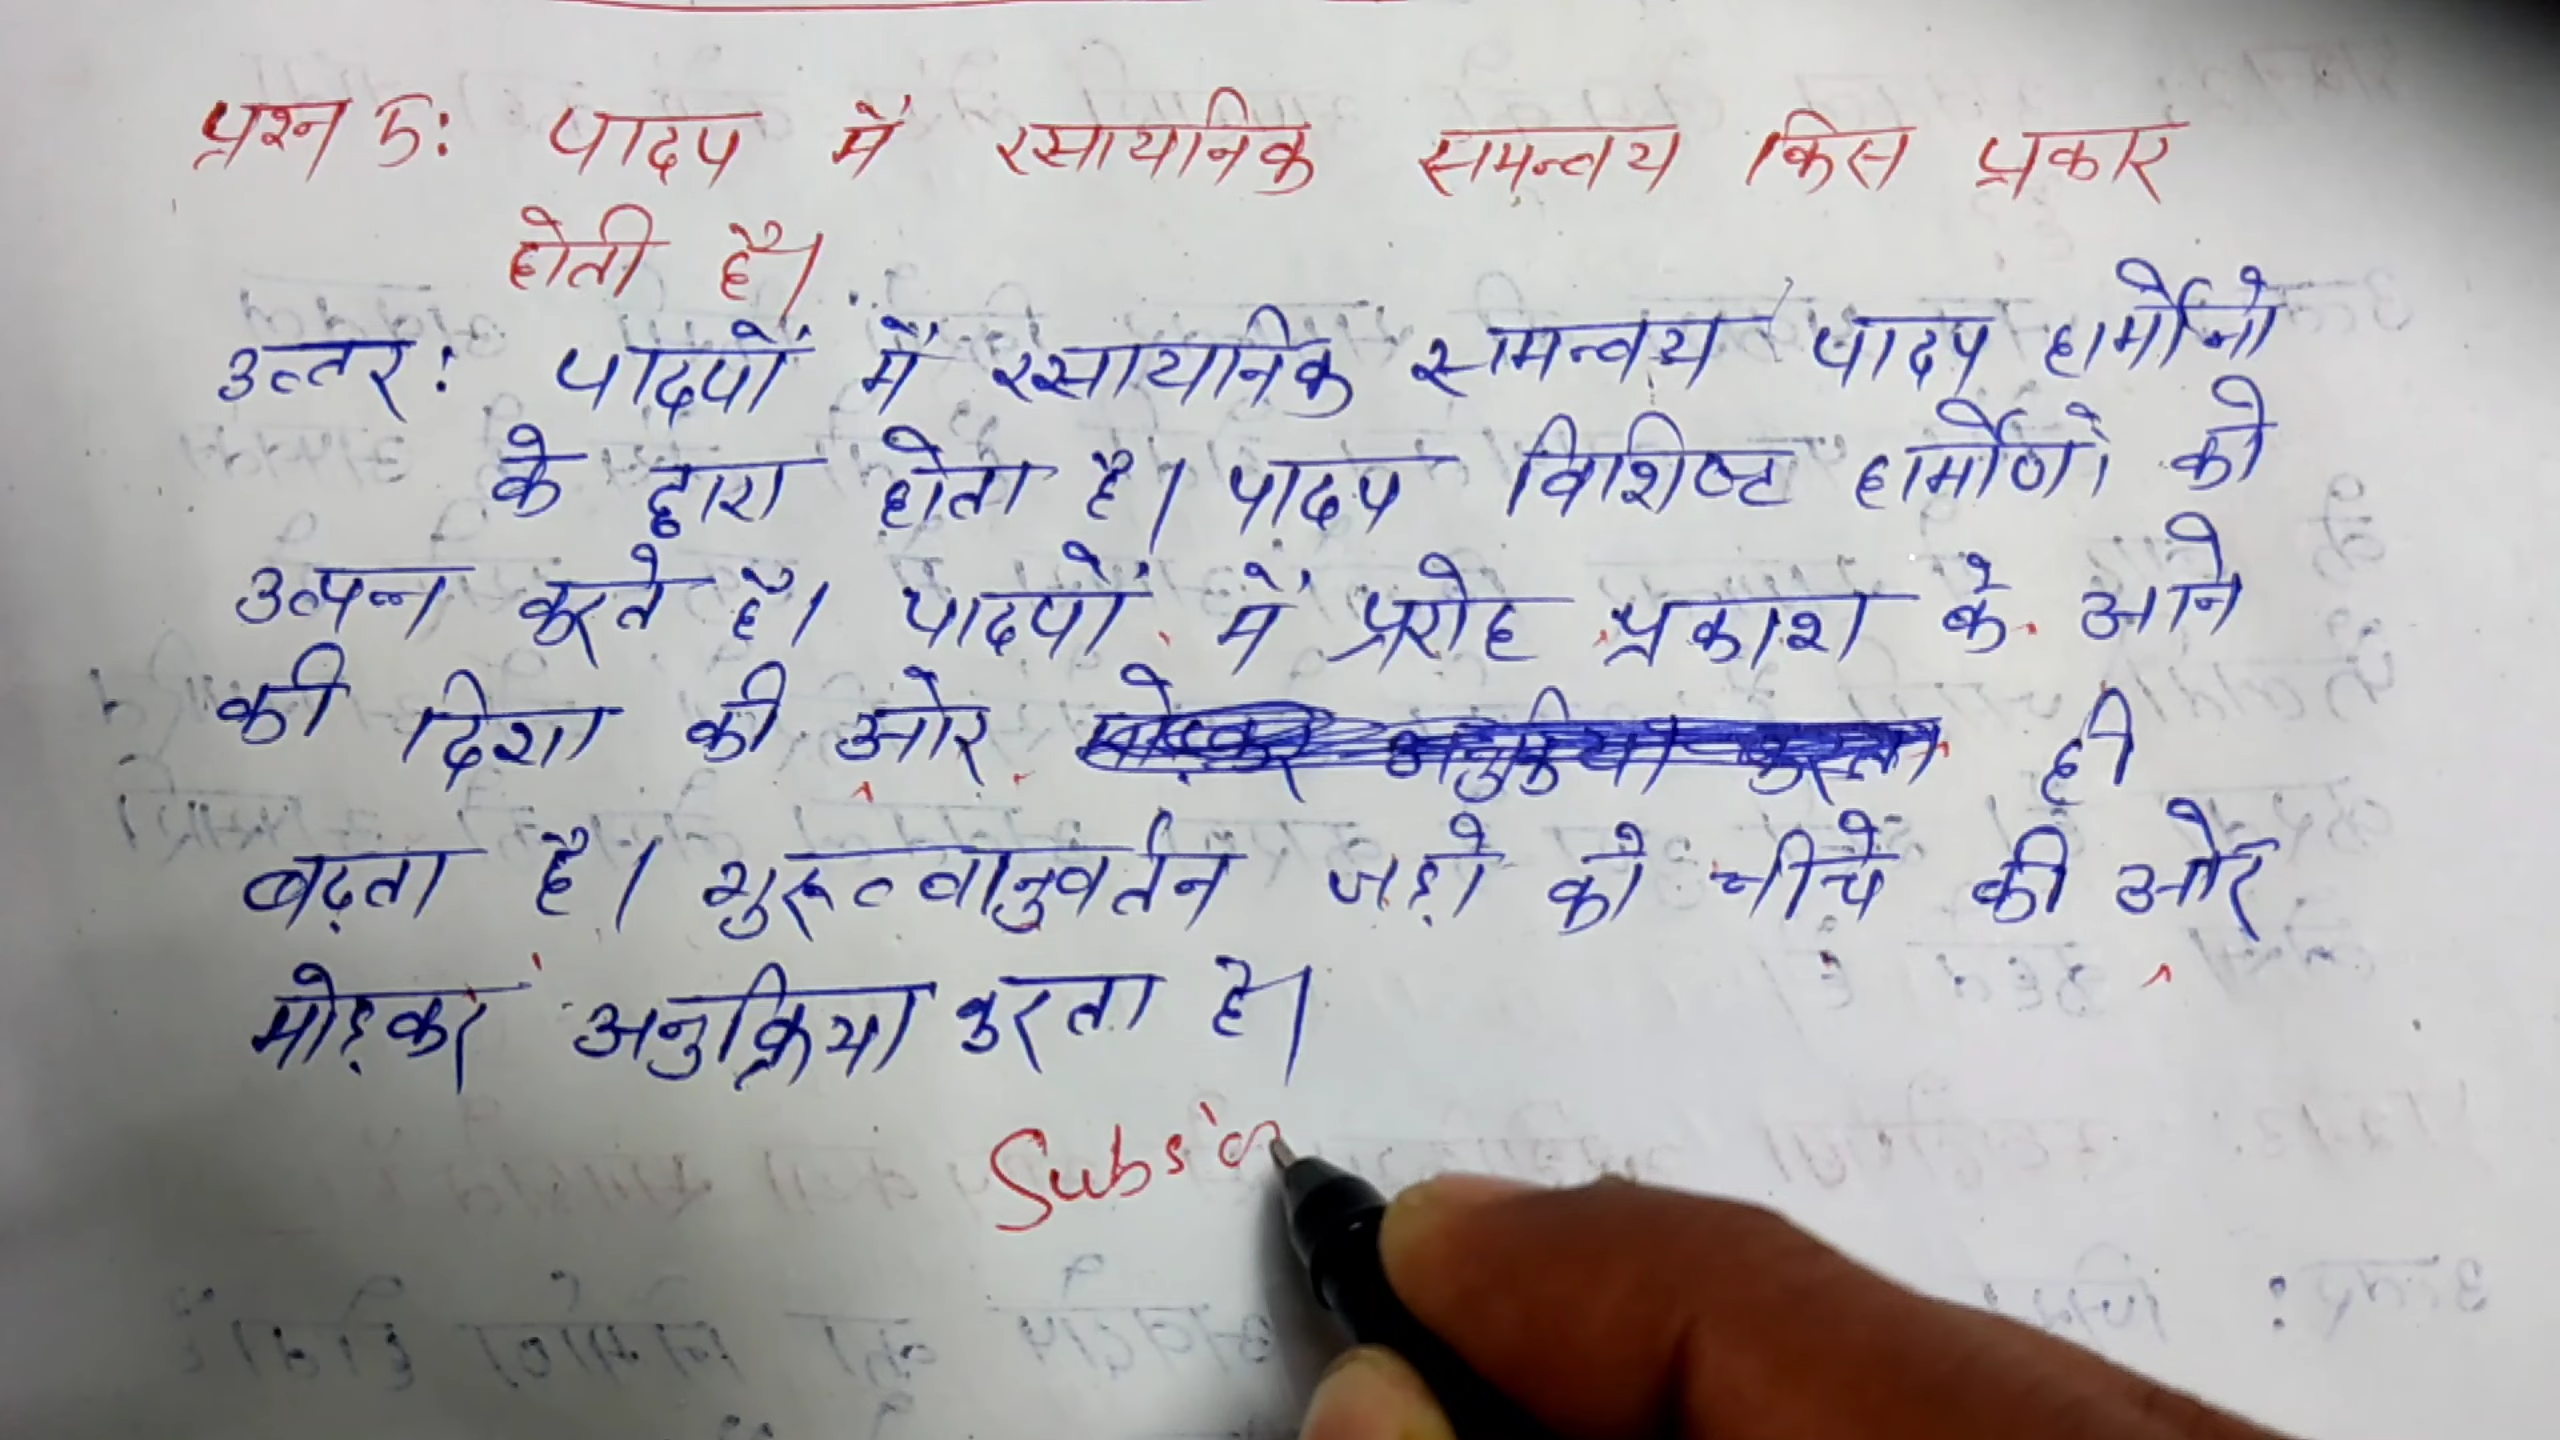 प्रश्न 5: पादप में रसायनिक समन्वय किस प्रकार
होती है।
उत्तर: पादपों में रसायनिक समन्वय पादप हार्मोनो
के द्वारा होता है। पादप विशिष्ट हार्मोणो को
उत्पन्न करते है। पादपों में प्ररोह प्रकाश के आने
की दिशा की ओर ही
बढ़ता है। गुरूत्वानुवर्तन जड़ो को नीचे की ओर
मोड़कर अनुक्रिया करता है।